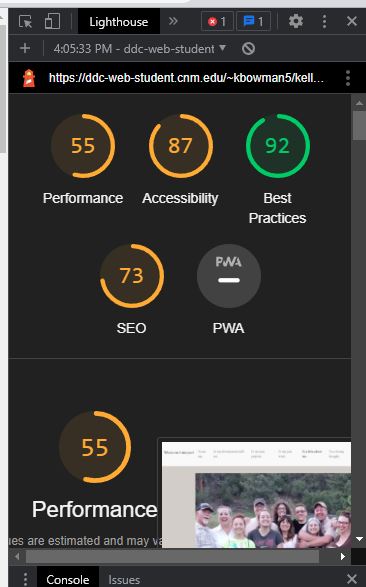 Lighthouse
1
1
4:05:33 PM - ddc-web-student
https://ddc-web-student.cnm.edu/~kbowman5/kell…
55
87
92
Performance
Accessibility
Best
Practices
73
PWA
SEO
PWA
55
Performance
ues are estimated and may va
Console
Issues